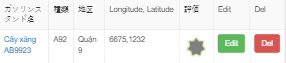 ガソリンス
タンド名
種類
地区
Longitude, Latitude
評価
Edit
Del
Cây xăng
AB9923
A92
Quận
9
6675,1232
Edit
Del